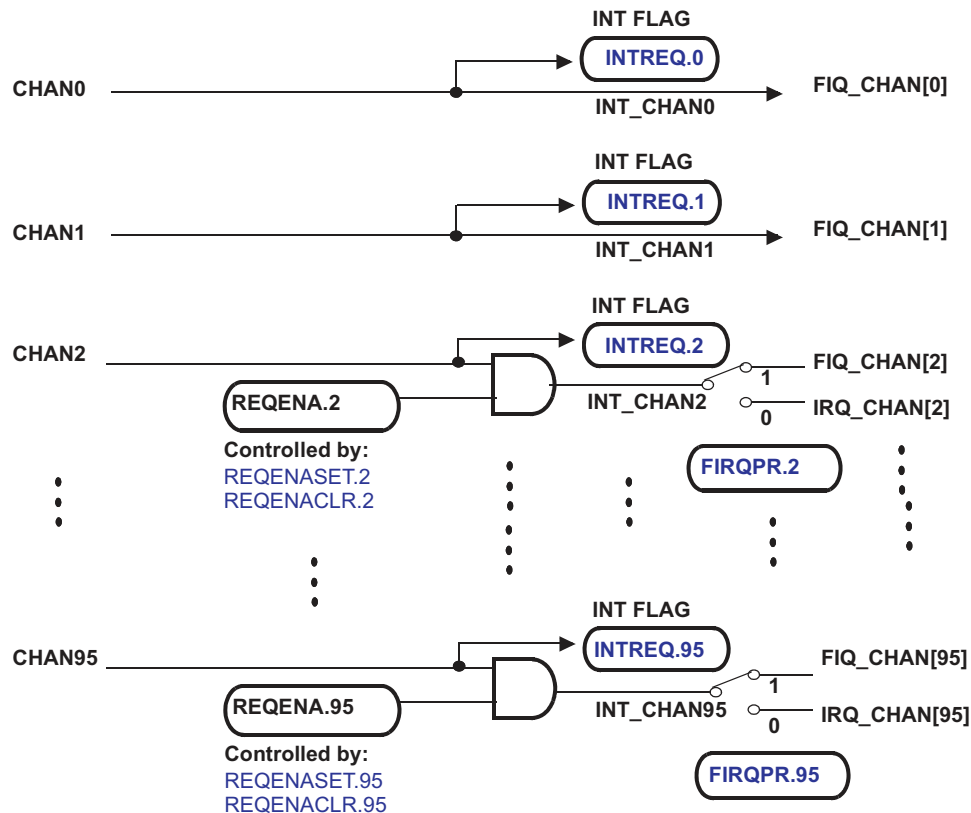 INT FLAG
INTREQ.0
CHAN0
FIQ_CHAN[0]
INT_CHAN0
INT FLAG
INTREQ.1
CHAN1
FIQ_CHAN[1]
INT_CHAN1
INT FLAG
INTREQ.2
CHAN2
FIQ_CHAN[2]
1
REQENA.2
INT_CHAN2
IRQ_CHAN[2]
0
Controlled by:
REQENASET.2
REQENACLR.2
FIRQPR.2
INT FLAG
INTREQ.95
CHAN95
FIQ_CHAN[95]
1
REQENA.95
INT_CHAN95
IRQ_CHAN[95]
0
Controlled by:
REQENASET.95
REQENACLR.95
FIRQPR.95